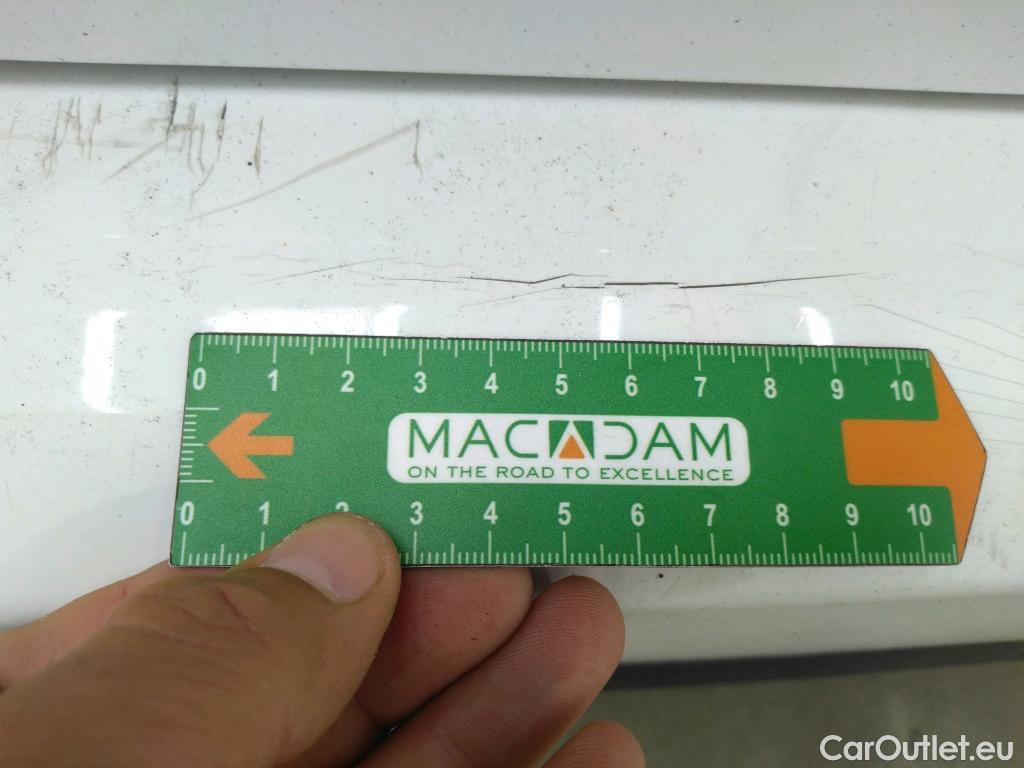 0 1 2 3 4 5 6 7 8 9 10
MACADAM
ON THE ROAD TO EXCELLENCE
0 1 2 3 4 5 6 7 8 9 10
CarOutlet.eu